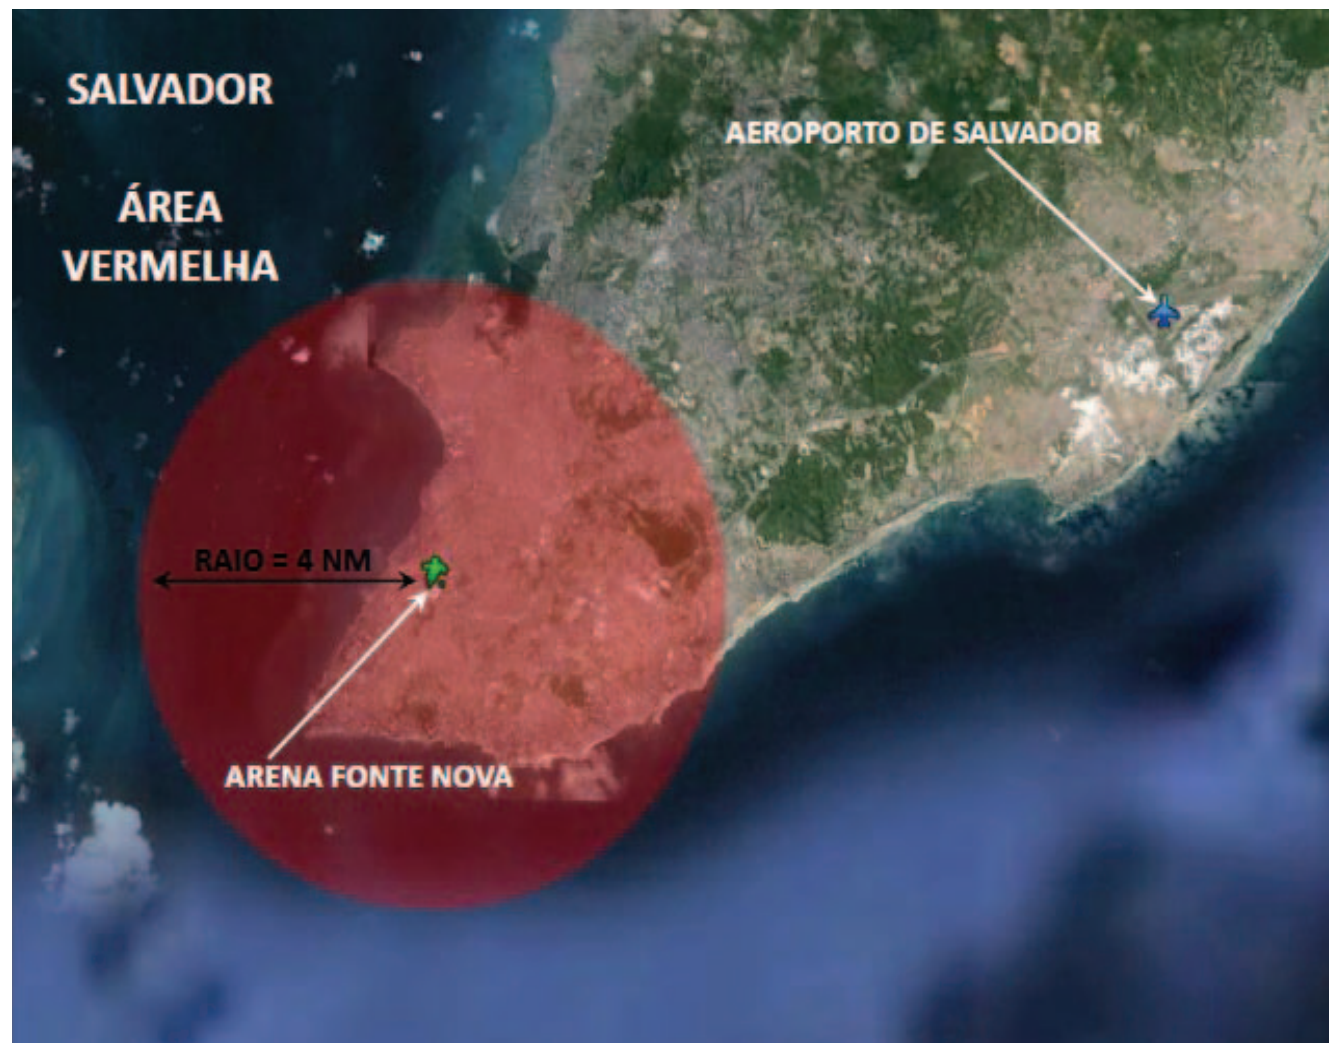 SALVADOR
ÁREA
VERMELHA
AEROPORTO DE SALVADOR
RAIO = 4 NM
ARENA FONTE NOVA